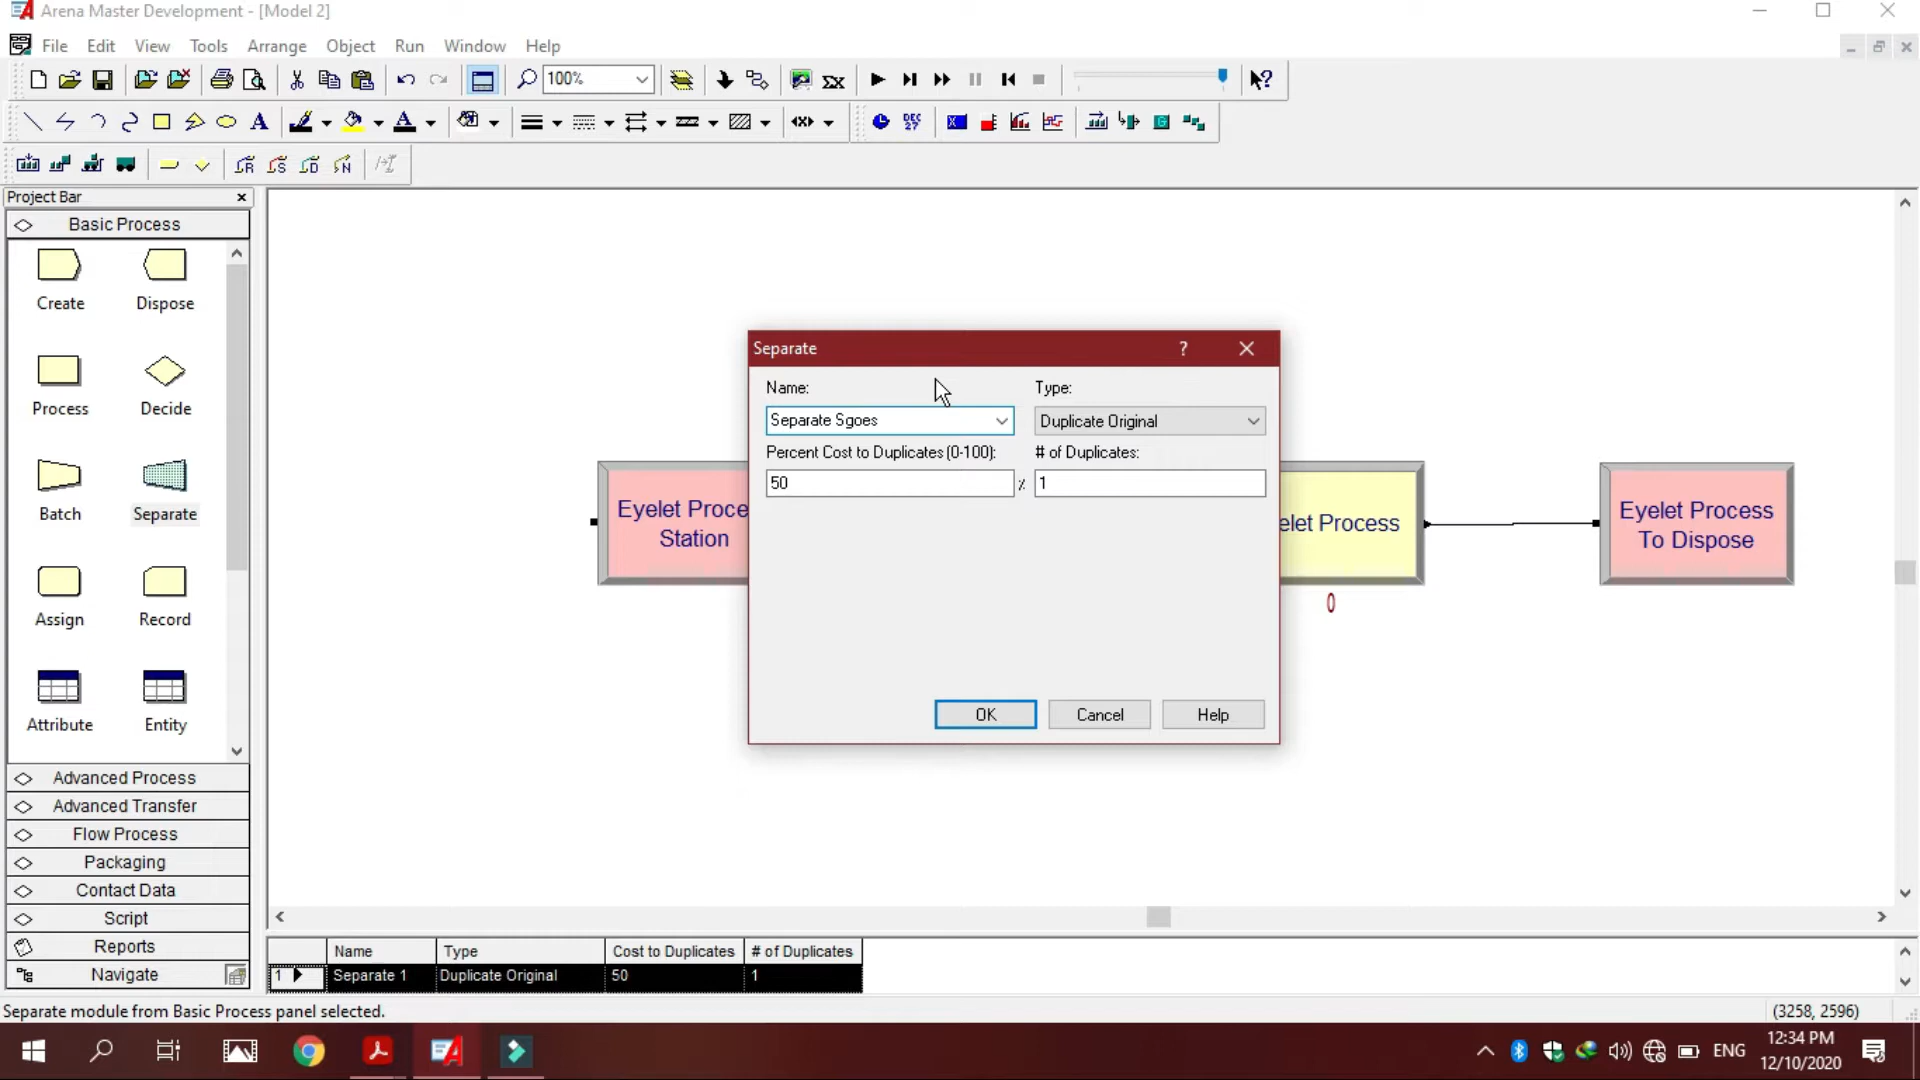 Arena Master Development - [Model 2]
File Edit View Tools Arrange Object Run Window Help
100%
Project Bar
Basic Process
Create Dispose
Process Decide
Batch Separate
Assign Record
Attribute Entity
Advanced Process
Advanced Transfer
Flow Process
Packaging
Contact Data
Script
Reports
Navigate
Separate
Name: Type:
Separate Sgoes Duplicate Original
Percent Cost to Duplicates (0-100): # of Duplicates:
50 % 1
OK Cancel Help
Eyelet Proce
Station
elet Process
0
Eyelet Process
To Dispose
Name Type Cost to Duplicates # of Duplicates
1 Separate 1 Duplicate Original 50 1
Separate module from Basic Process panel selected.
(3258, 2596)
ENG
12:34 PM
12/10/2020